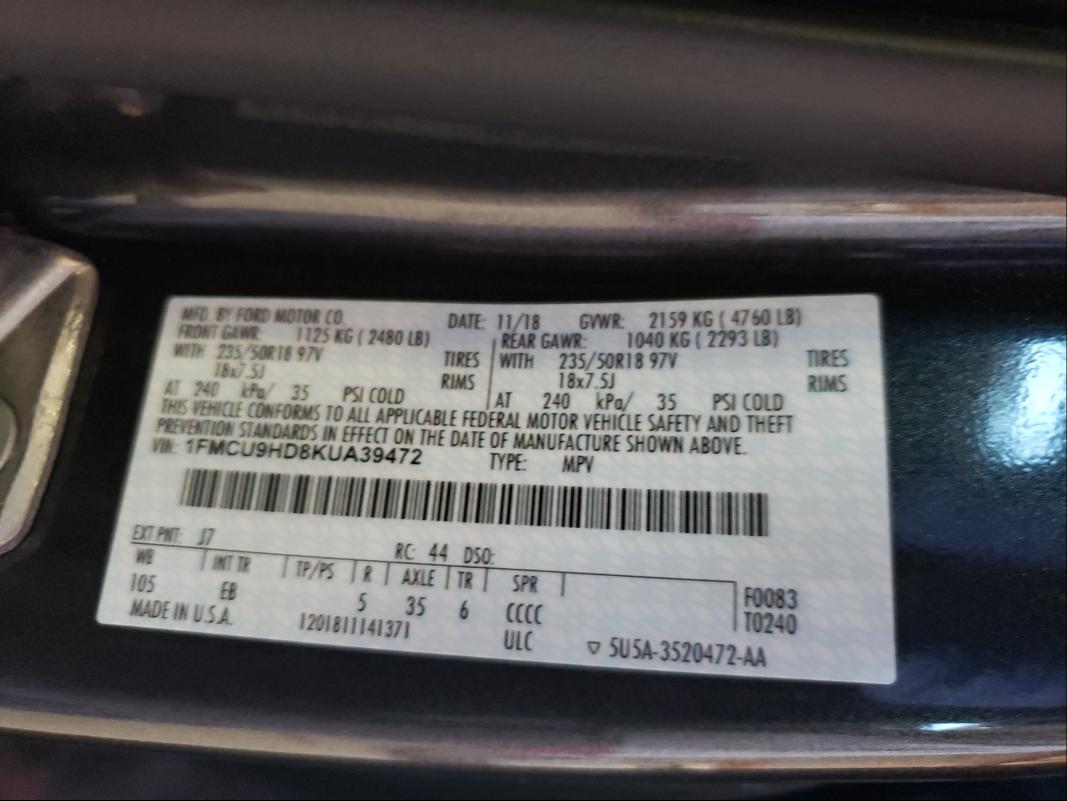 MFD. BY FORD MOTOR CO. DATE: 11/18 GVWR: 2159 KG ( 4760 LB)
FRONT GAWR: 1125 KG ( 2480 LB) REAR GAWR: 1040 KG ( 2293 LB)
WITH 235/50R18 97V TIRES WITH 235/50R18 97V TIRES
18x7.5J RIMS 18x7.5J RIMS
AT 240 kPa/ 35 PSI COLD AT 240 kPa/ 35 PSI COLD
THIS VEHICLE CONFORMS TO ALL APPLICABLE FEDERAL MOTOR VEHICLE SAFETY AND THEFT
PREVENTION STANDARDS IN EFFECT ON THE DATE OF MANUFACTURE SHOWN ABOVE.
VIN: 1FMCU9HD8KUA39472 TYPE: MPV
EXT PNT: J7 RC: 44 DSO:
WB INT TR TP/PS R AXLE TR SPR
105 EB 5 35 6 CCCC F0083
MADE IN U.S.A. 1201811141371 ULC T0240
5U5A-3520472-AA